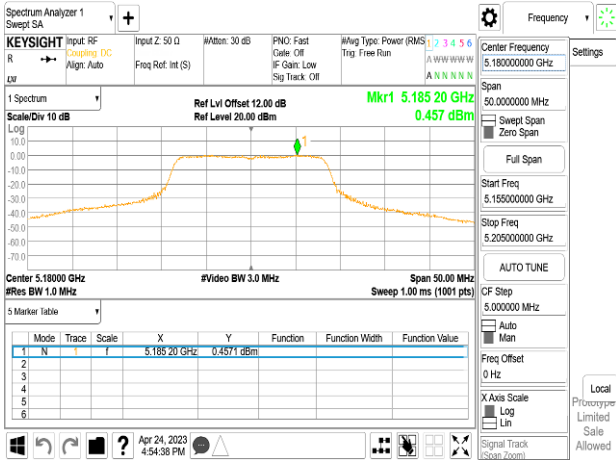 Spectrum Analyzer 1
Swept SA
Frequency
KEYSIGHT
R
Input: RF
Coupling: DC
Align: Auto
Input Z: 50 Ω
Freq Ref: Int (S)
#Atten: 30 dB
PNO: Fast
Gate: Off
IF Gain: Low
Sig Track: Off
#Avg Type: Power (RMS
Trig: Free Run
1 2 3 4 5 6
A W W W W W
A N N N N N
1 Spectrum
Scale/Div 10 dB
Log
Ref Lvl Offset 12.00 dB
Ref Level 20.00 dBm
Mkr1 5.185 20 GHz
0.457 dBm
1
10.0
0.00
-10.0
-20.0
-30.0
-40.0
-50.0
-60.0
-70.0
Center 5.18000 GHz
#Res BW 1.0 MHz
#Video BW 3.0 MHz
Span 50.00 MHz
Sweep 1.00 ms (1001 pts)
5 Marker Table
Mode Trace Scale X Y Function Function Width Function Value
1 N 1 f 5.185 20 GHz 0.4571 dBm
2
3
4
5
6
Apr 24, 2023
4:54:38 PM
?
Center Frequency
5.180000000 GHz
Span
50.0000000 MHz
Swept Span
Zero Span
Full Span
Start Freq
5.155000000 GHz
Stop Freq
5.205000000 GHz
AUTO TUNE
CF Step
5.000000 MHz
Auto
Man
Freq Offset
0 Hz
X Axis Scale
Log
Lin
Signal Track
(Span Zoom)
Settings
Local
Prototype
Limited
Sale
Allowed